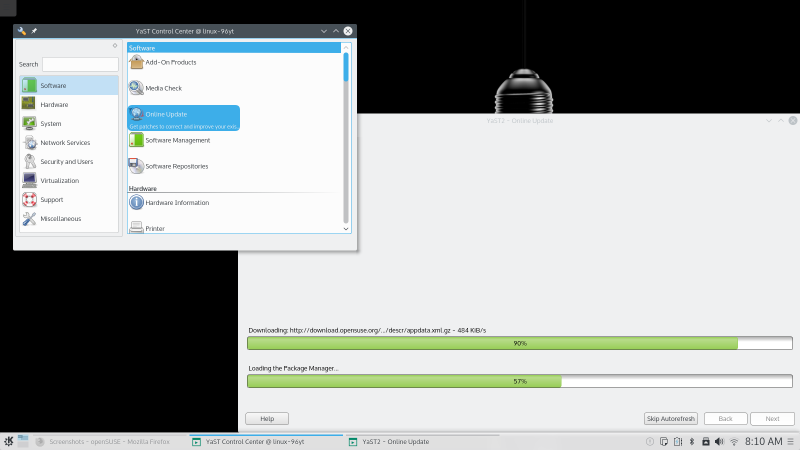 YaST Control Center @ linux-96yt
Search
Software
Hardware
System
Network Services
Security and Users
Virtualization
Support
Miscellaneous
Software
Add-On Products
Media Check
Online Update
Get patches to correct and improve your exis
Software Management
Software Repositories
Hardware
Hardware Information
Printer
YaST2 - Online Update
Downloading: http://download.opensuse.org/.../descr/appdata.xml.gz - 484 KiB/s
90%
Loading the Package Manager...
57%
Help
Skip Autorefresh
Back
Next
Screenshots - openSUSE - Mozilla Firefox
YaST Control Center @ linux-96yt
YaST2 - Online Update
8:10 AM